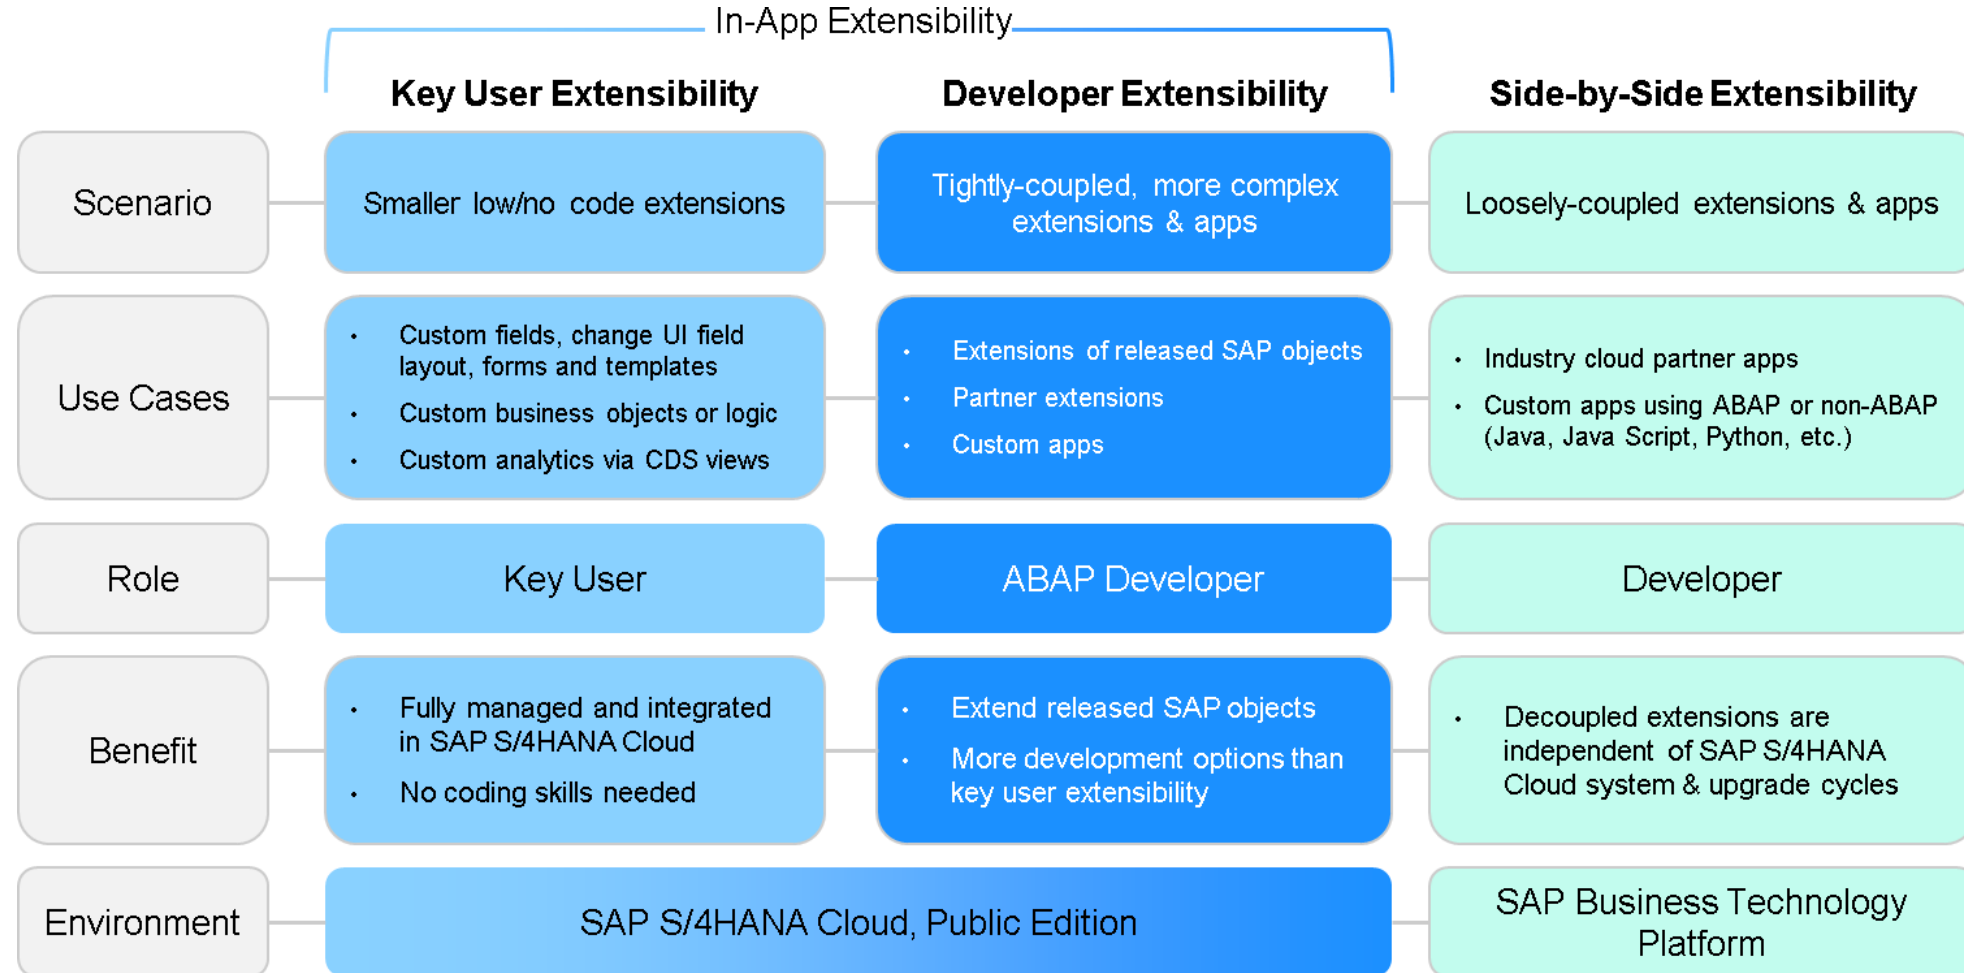 In-App Extensibility
Key User Extensibility
Developer Extensibility
Side-by-Side Extensibility
Scenario
Smaller low/no code extensions
Tightly-coupled, more complex
extensions & apps
Loosely-coupled extensions & apps
Use Cases
• Custom fields, change UI field
layout, forms and templates
• Custom business objects or logic
• Custom analytics via CDS views
• Extensions of released SAP objects
• Partner extensions
• Custom apps
• Industry cloud partner apps
• Custom apps using ABAP or non-ABAP
(Java, Java Script, Python, etc.)
Role
Key User
ABAP Developer
Developer
Benefit
• Fully managed and integrated
in SAP S/4HANA Cloud
• No coding skills needed
• Extend released SAP objects
• More development options than
key user extensibility
• Decoupled extensions are
independent of SAP S/4HANA
Cloud system & upgrade cycles
Environment
SAP S/4HANA Cloud, Public Edition
SAP Business Technology
Platform